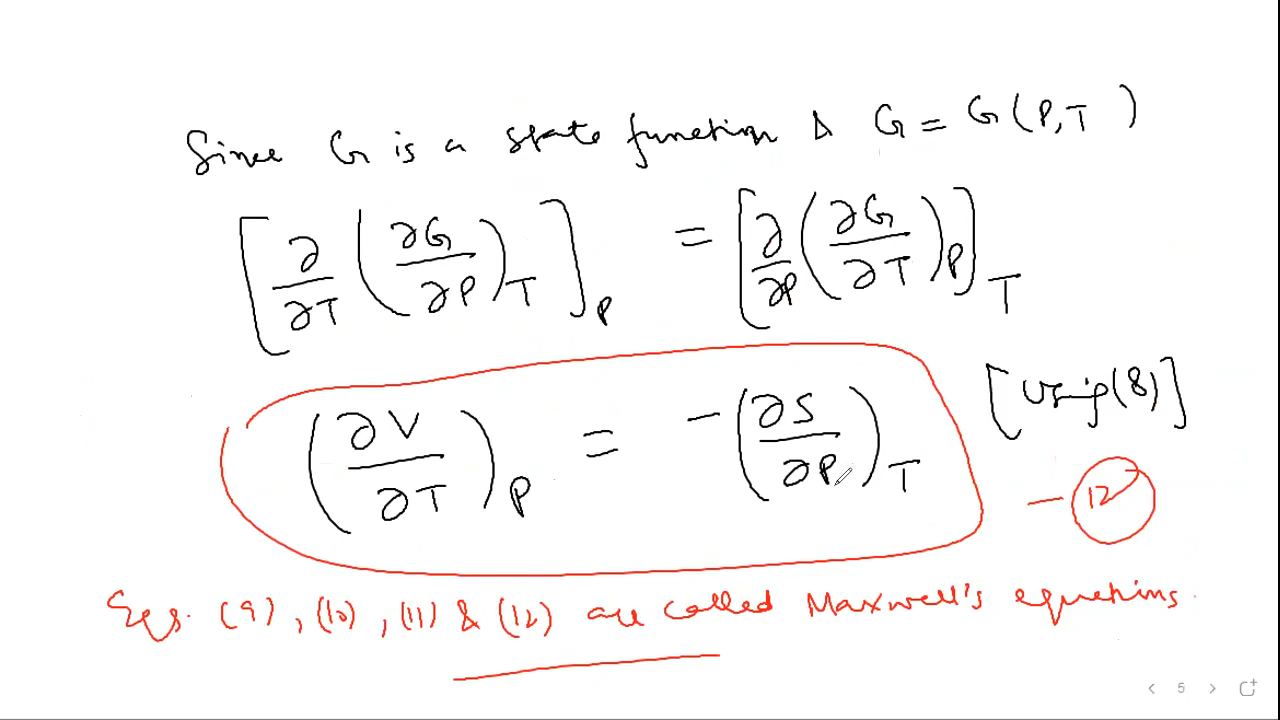 Since G is a state function & G = G(P,T)
[∂/∂T (∂G/∂P)_T]_P = [∂/∂P (∂G/∂T)_P]_T
(∂V/∂T)_P = -(∂S/∂P)_T [Using (8)]
— 12
Eqs. (9), (10), (11) & (12) are called Maxwell's equations.
< 5 >